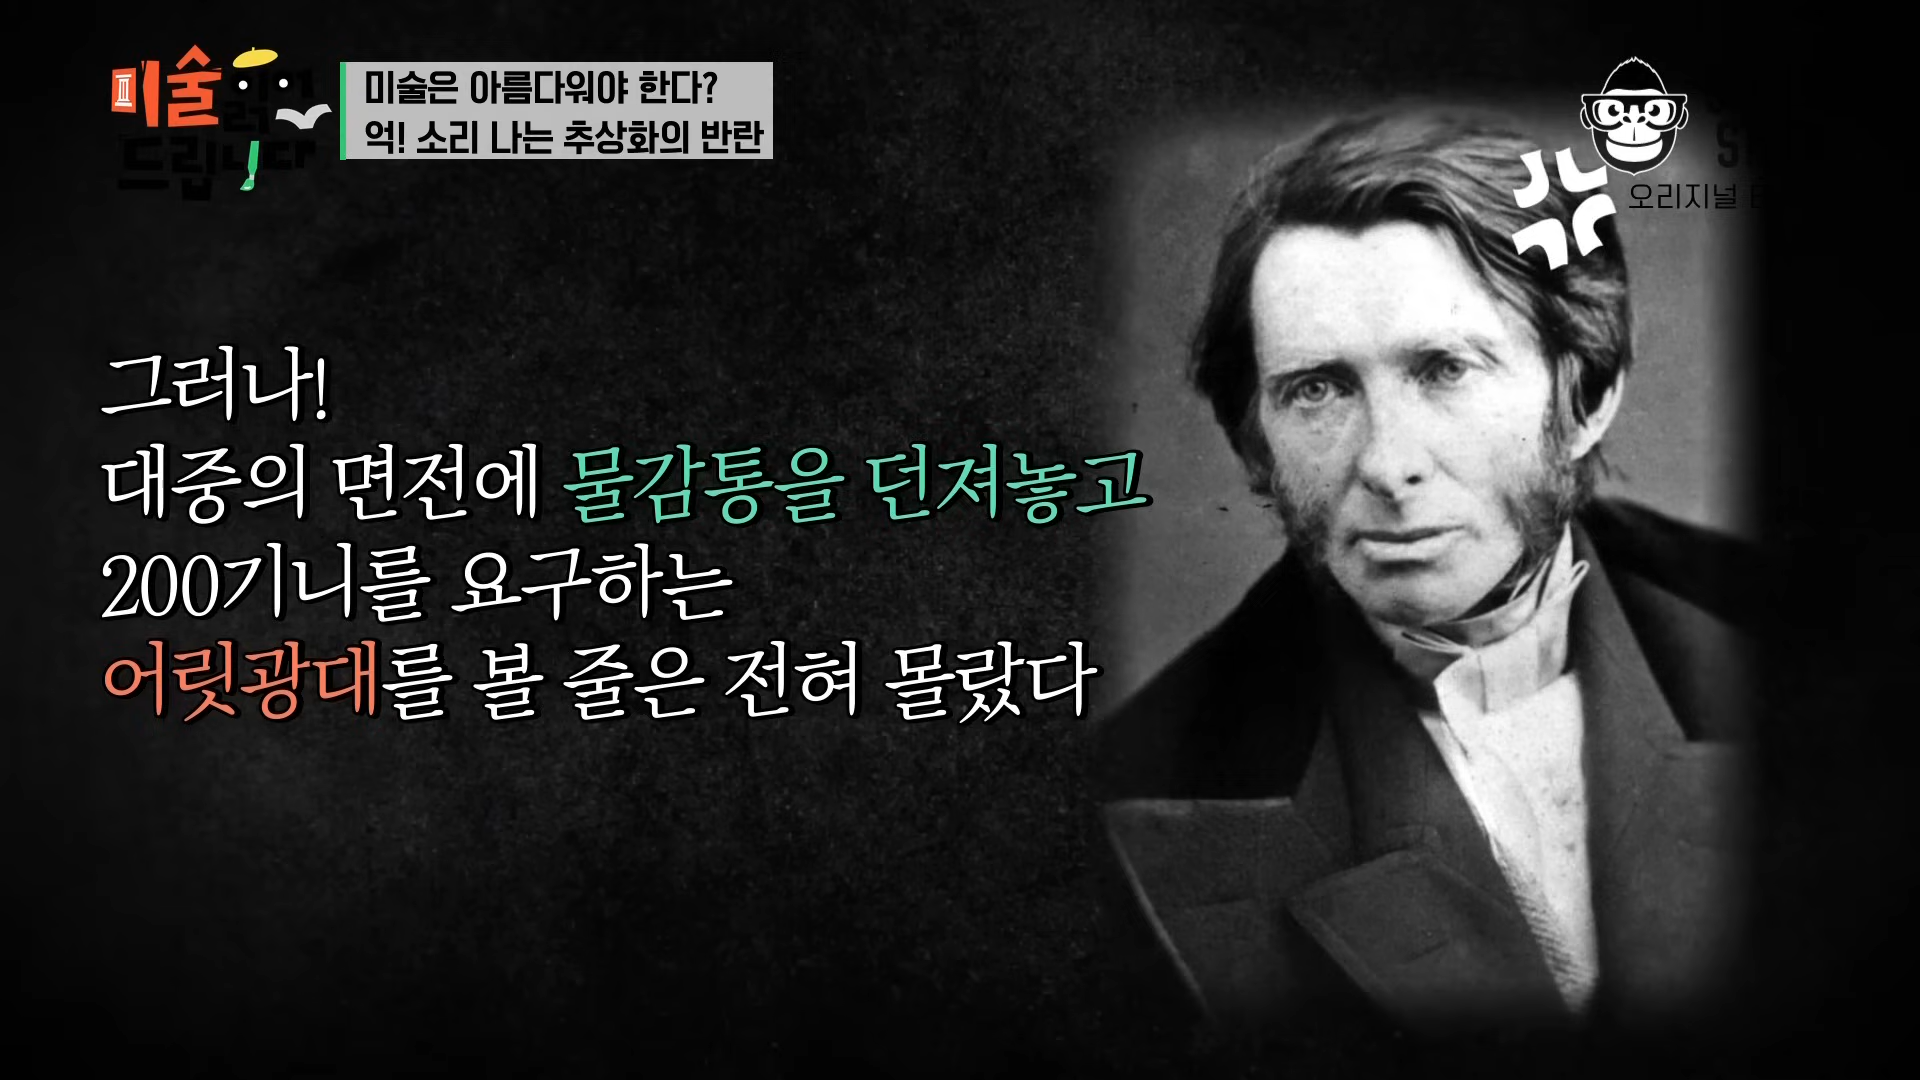 미술
드립니다
미술은 아름다워야 한다?
억! 소리 나는 추상화의 반란
오리지널
그러나!
대중의 면전에 물감통을 던져놓고
200기니를 요구하는
어릿광대를 볼 줄은 전혀 몰랐다